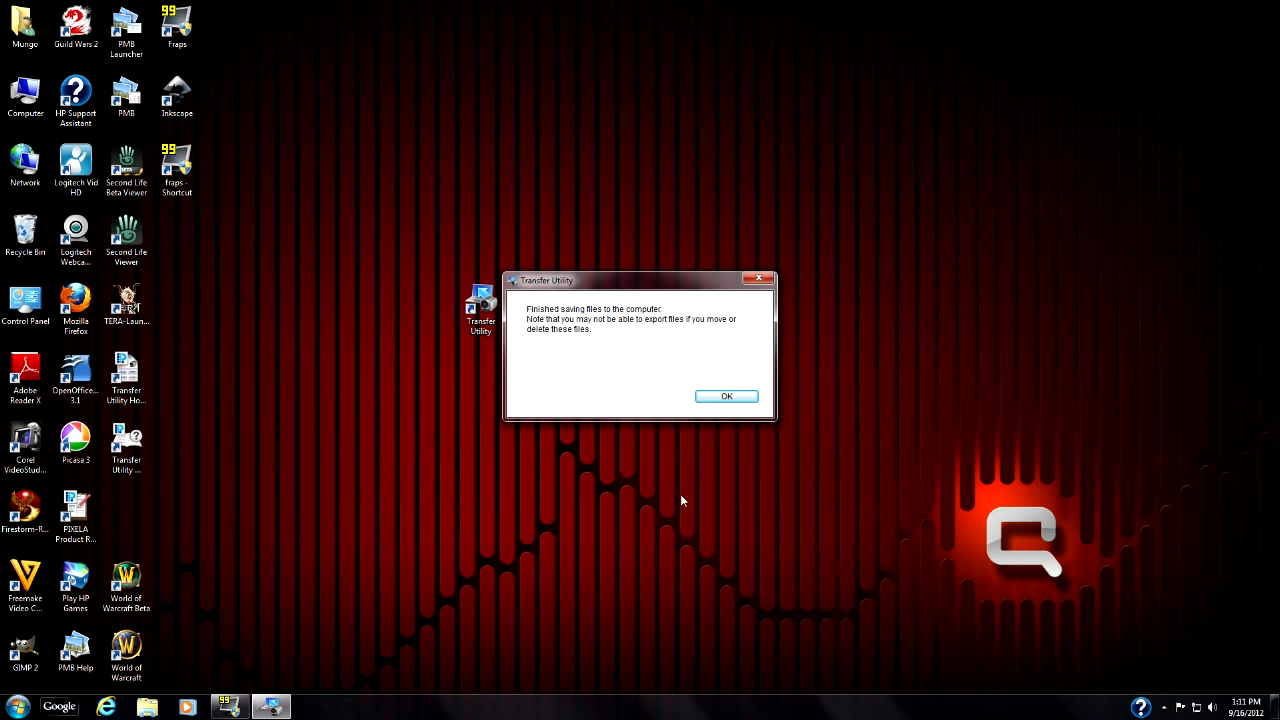 99
99
Mungo
Guild Wars 2
PMB
Launcher
Fraps
Computer
HP Support
Assistant
PMB
Inkscape
99
Network
Logitech Vid
HD
BETA
Second Life
Beta Viewer
fraps -
Shortcut
Recycle Bin
Logitech
Webca...
Second Life
Viewer
Control Panel
Mozilla
Firefox
TERA-Laun...
Transfer
Utility
Transfer Utility
Finished saving files to the computer.
Note that you may not be able to export files if you move or
delete these files.
OK
Adobe
Reader X
OpenOffice...
3.1
Transfer
Utility Ho...
Corel
VideoStud...
Picasa 3
Transfer
Utility ...
Firestorm-R...
PIXELA
Product R...
Freemake
Video C...
Play HP
Games
World of
Warcraft Beta
GIMP 2
PMB Help
World of
Warcraft
Google
1:11 PM
9/16/2012